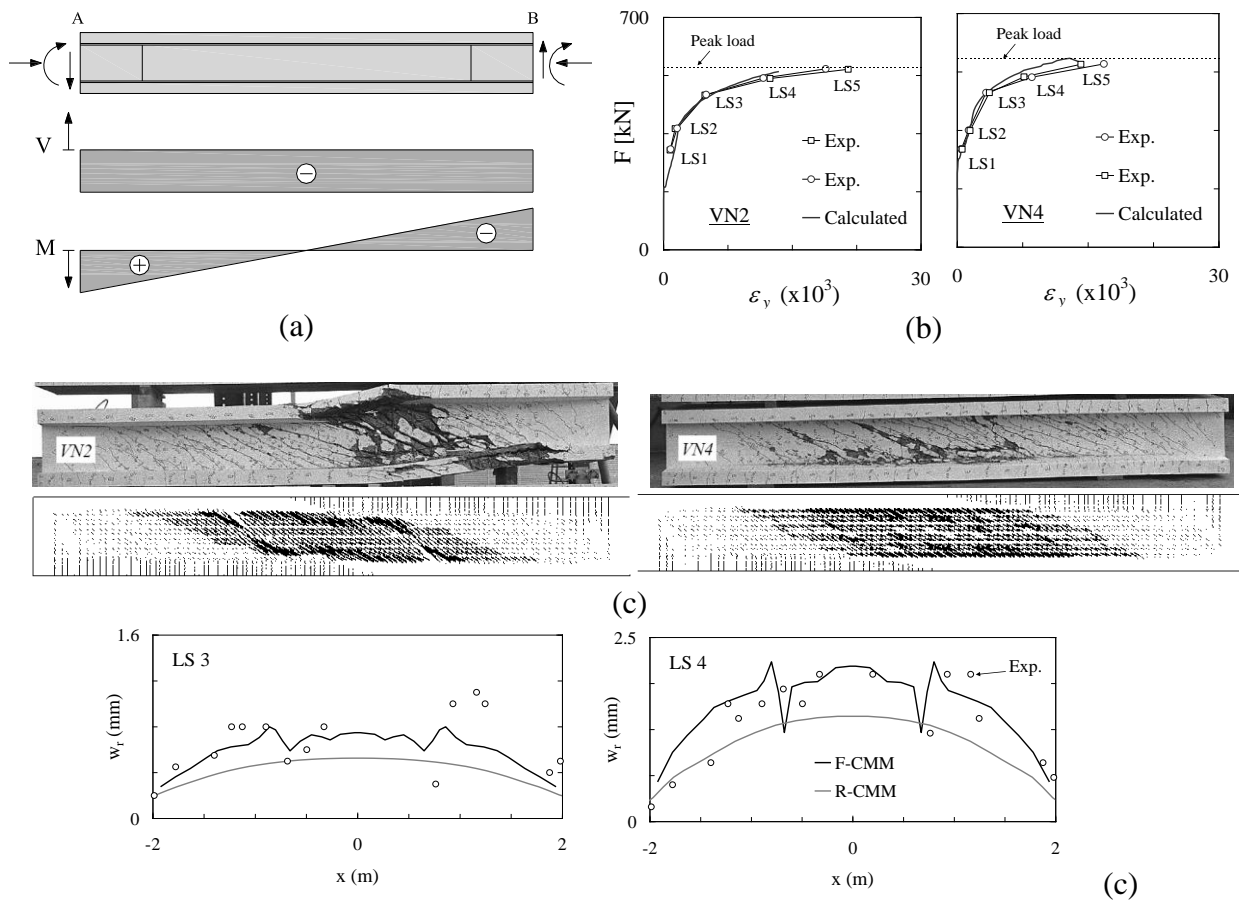 A
B
V
M
(a)
700
F [kN]
0
Peak load
LS1
LS2
LS3
LS4
LS5
Exp.
Exp.
Calculated
VN2
0
30
ε_y (x10³)
Peak load
LS1
LS2
LS3
LS4
LS5
Exp.
Exp.
Calculated
VN4
0
30
ε_y (x10³)
(b)
VN2
VN4
(c)
1.6
LS 3
w_r (mm)
0
-2
0
2
x (m)
2.5
LS 4
Exp.
w_r (mm)
F-CMM
R-CMM
0
-2
0
2
x (m)
(c)